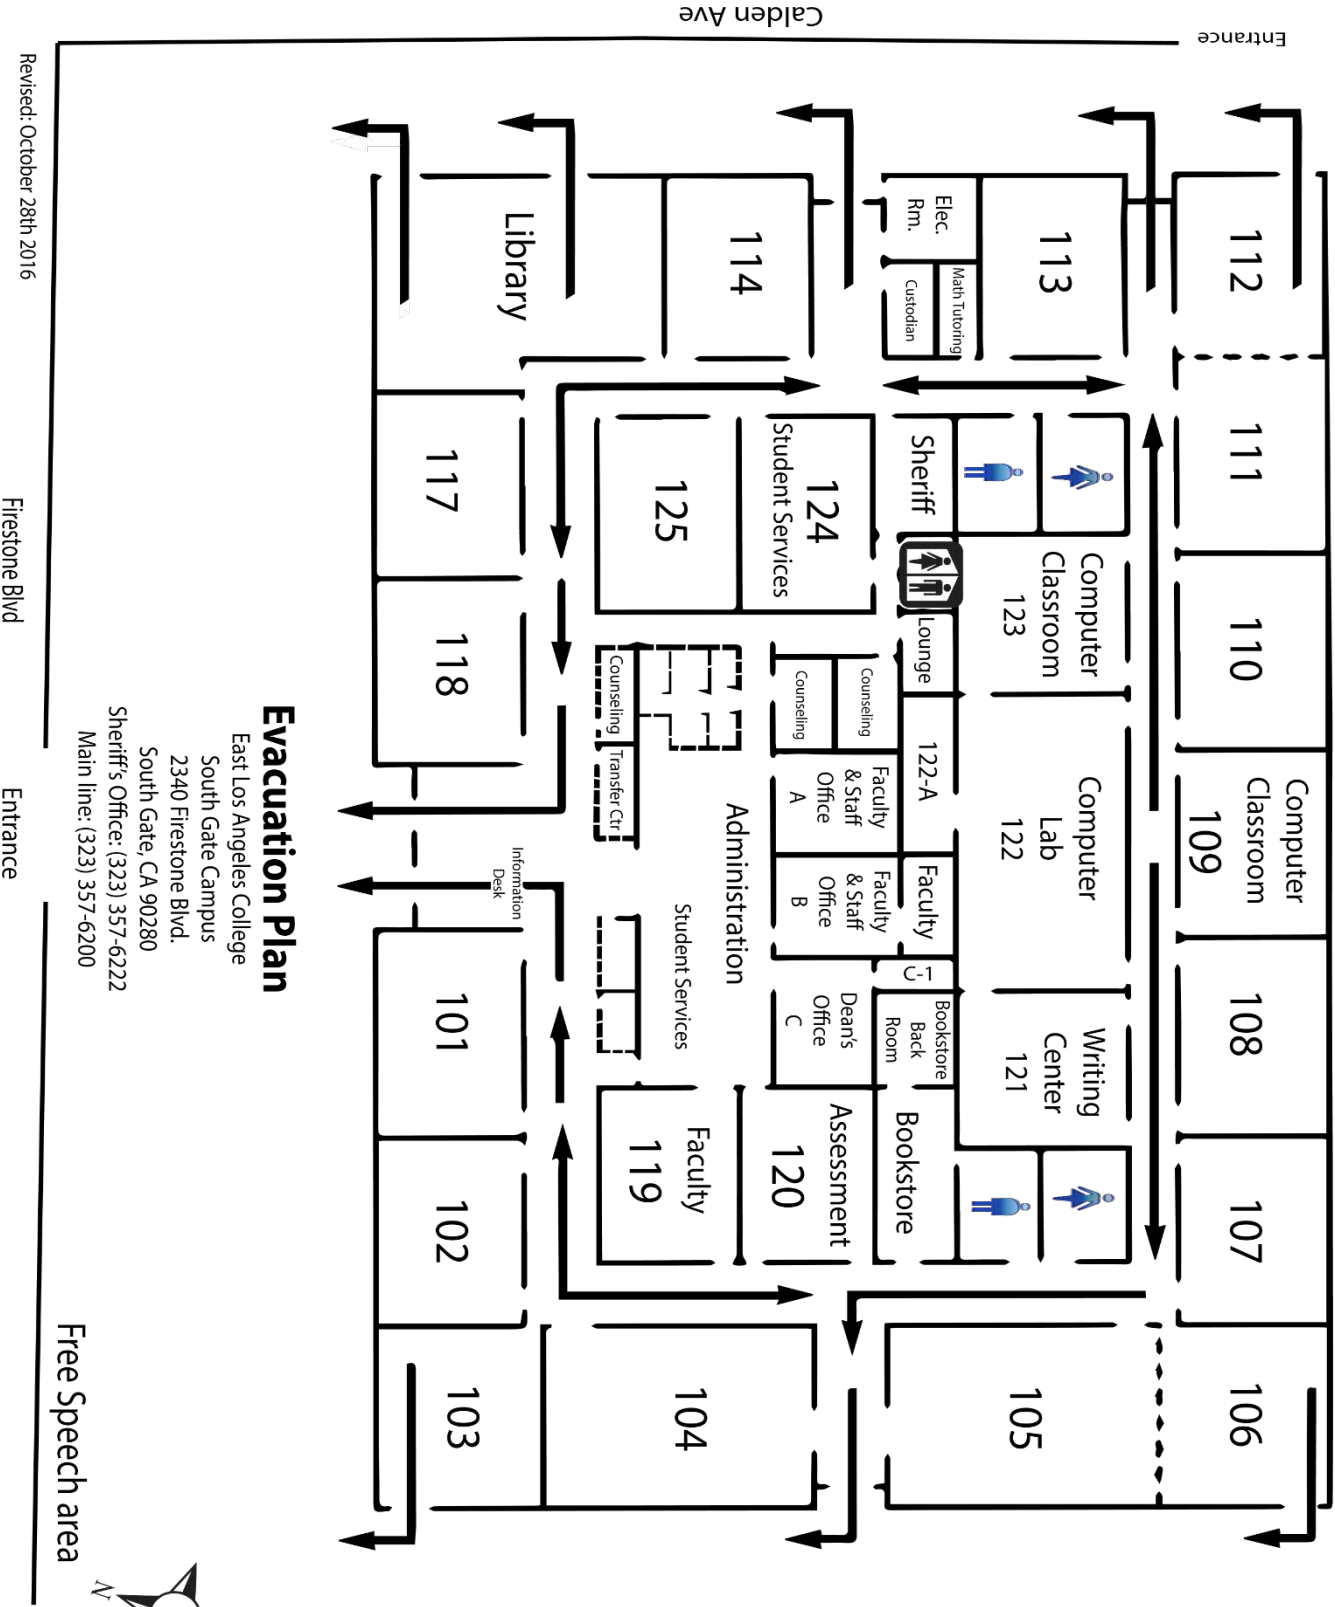 Calden Ave
Entrance
112
111
110
Computer
Classroom
109
108
107
106
113
Elec.
Rm.
Math Tutoring
Custodian
114
Library
Sheriff
Computer
Classroom
123
Lounge
Computer
Lab
122
122-A
Writing
Center
121
124
Student Services
125
Counseling
Counseling
Faculty
& Staff
Office
A
Faculty
Faculty
& Staff
Office
B
C-1
Dean's
Office
C
Bookstore
Back
Room
Bookstore
Assessment
120
Faculty
119
Administration
Student Services
Counseling
Transfer Ctr
Information
Desk
105
104
103
117
118
101
102
Evacuation Plan
East Los Angeles College
South Gate Campus
2340 Firestone Blvd.
South Gate, CA 90280
Sheriff's Office: (323) 357-6222
Main line: (323) 357-6200
Free Speech area
Revised: October 28th 2016
Firestone Blvd
Entrance
N